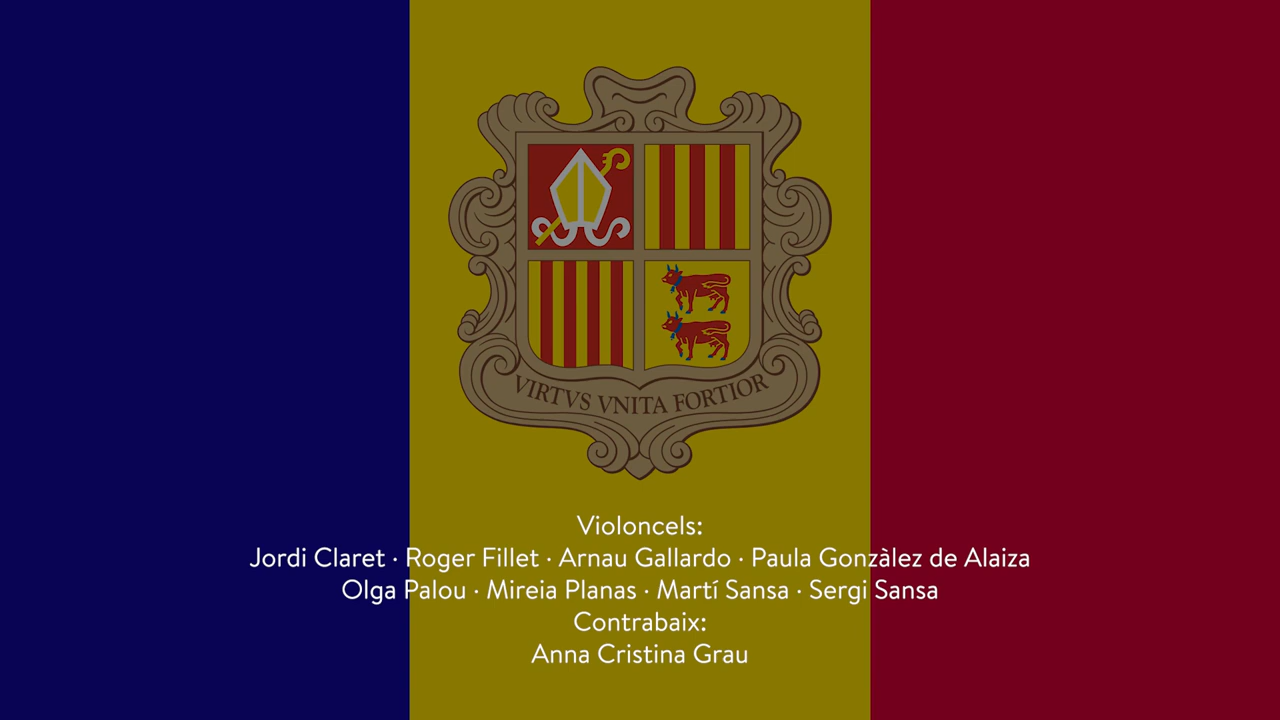 VIRTVS VNITA FORTIOR
Violoncels:
Jordi Claret · Roger Fillet · Arnau Gallardo · Paula Gonzàlez de Alaiza
Olga Palou · Mireia Planas · Martí Sansa · Sergi Sansa
Contrabaix:
Anna Cristina Grau